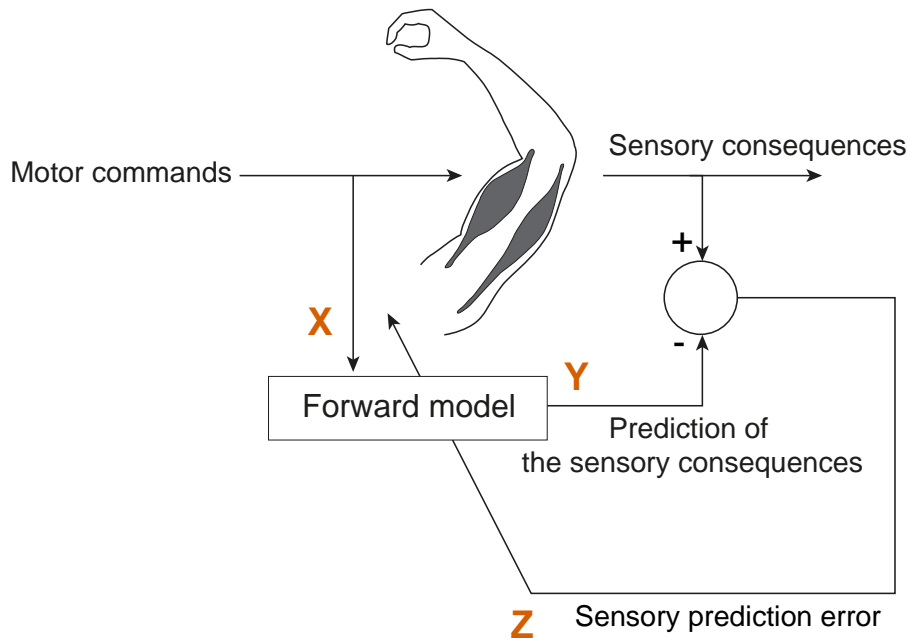 Sensory consequences
Motor commands
+
X
-
Y
Forward model
Prediction of
the sensory consequences
Z
Sensory prediction error